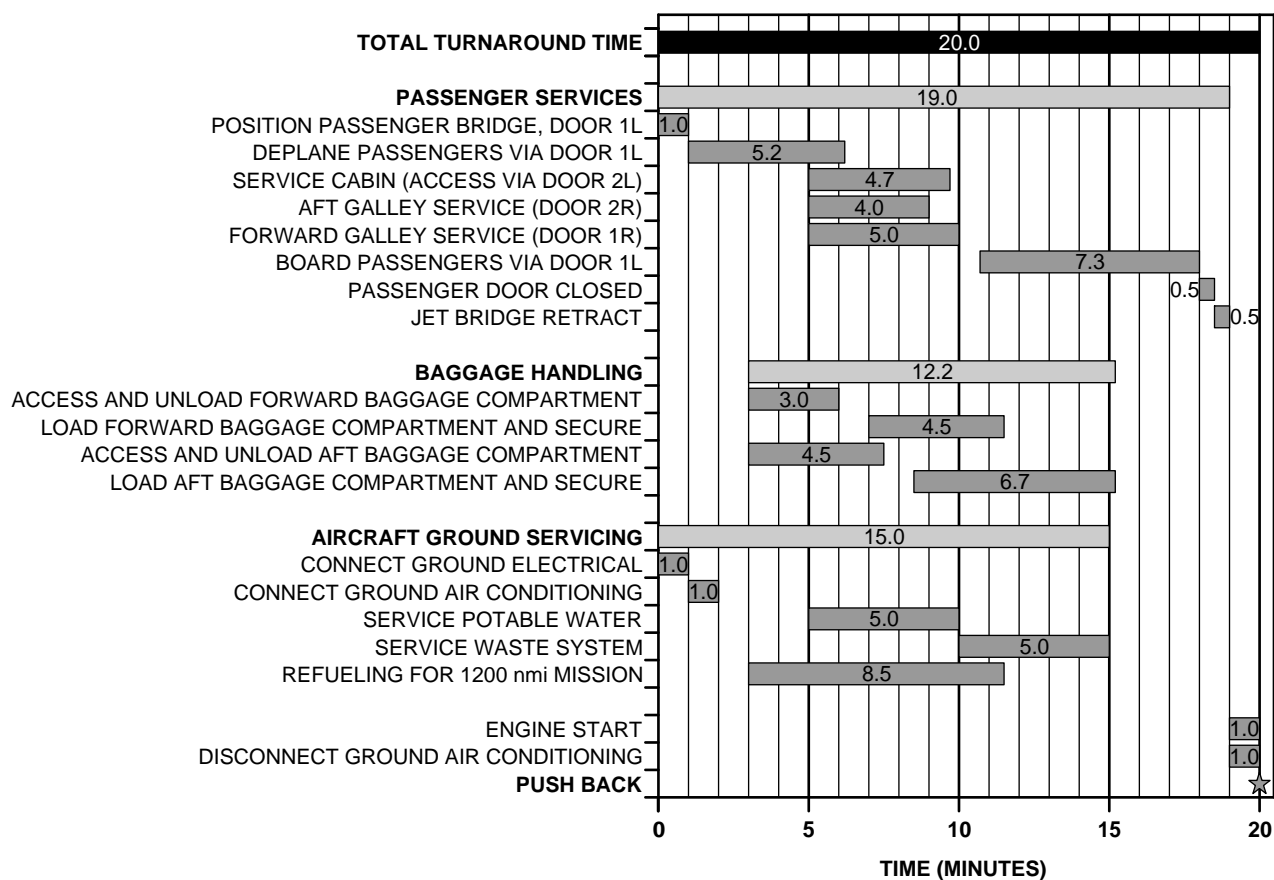 TOTAL TURNAROUND TIME 20.0
PASSENGER SERVICES 19.0
POSITION PASSENGER BRIDGE, DOOR 1L 1.0
DEPLANE PASSENGERS VIA DOOR 1L 5.2
SERVICE CABIN (ACCESS VIA DOOR 2L) 4.7
AFT GALLEY SERVICE (DOOR 2R) 4.0
FORWARD GALLEY SERVICE (DOOR 1R) 5.0
BOARD PASSENGERS VIA DOOR 1L 7.3
PASSENGER DOOR CLOSED 0.5
JET BRIDGE RETRACT 0.5
BAGGAGE HANDLING 12.2
ACCESS AND UNLOAD FORWARD BAGGAGE COMPARTMENT 3.0
LOAD FORWARD BAGGAGE COMPARTMENT AND SECURE 4.5
ACCESS AND UNLOAD AFT BAGGAGE COMPARTMENT 4.5
LOAD AFT BAGGAGE COMPARTMENT AND SECURE 6.7
AIRCRAFT GROUND SERVICING 15.0
CONNECT GROUND ELECTRICAL 1.0
CONNECT GROUND AIR CONDITIONING 1.0
SERVICE POTABLE WATER 5.0
SERVICE WASTE SYSTEM 5.0
REFUELING FOR 1200 nmi MISSION 8.5
ENGINE START 1.0
DISCONNECT GROUND AIR CONDITIONING 1.0
PUSH BACK
0 5 10 15 20
TIME (MINUTES)